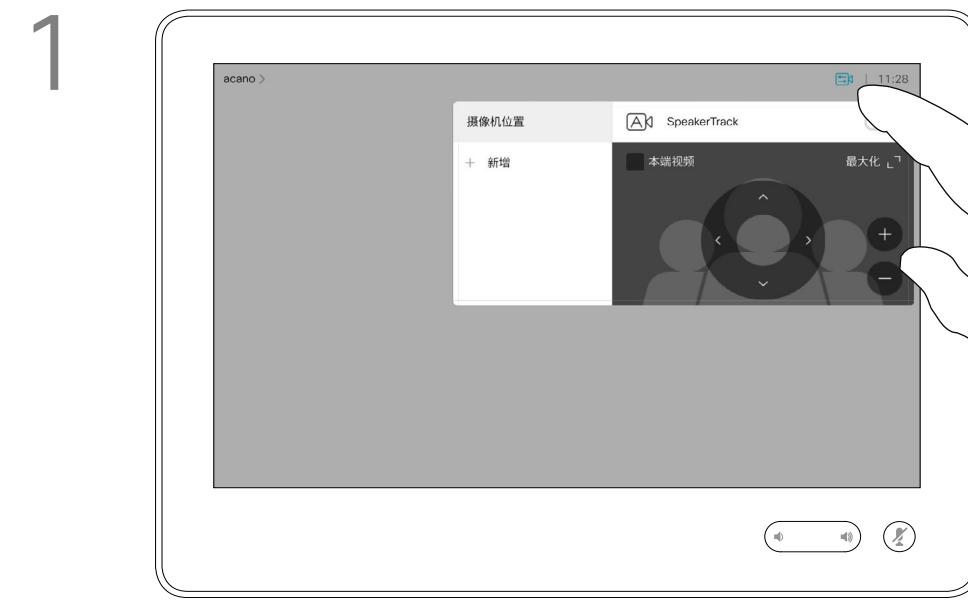 1
acano >
11:28
摄像机位置
SpeakerTrack
+ 新增
本端视频
最大化